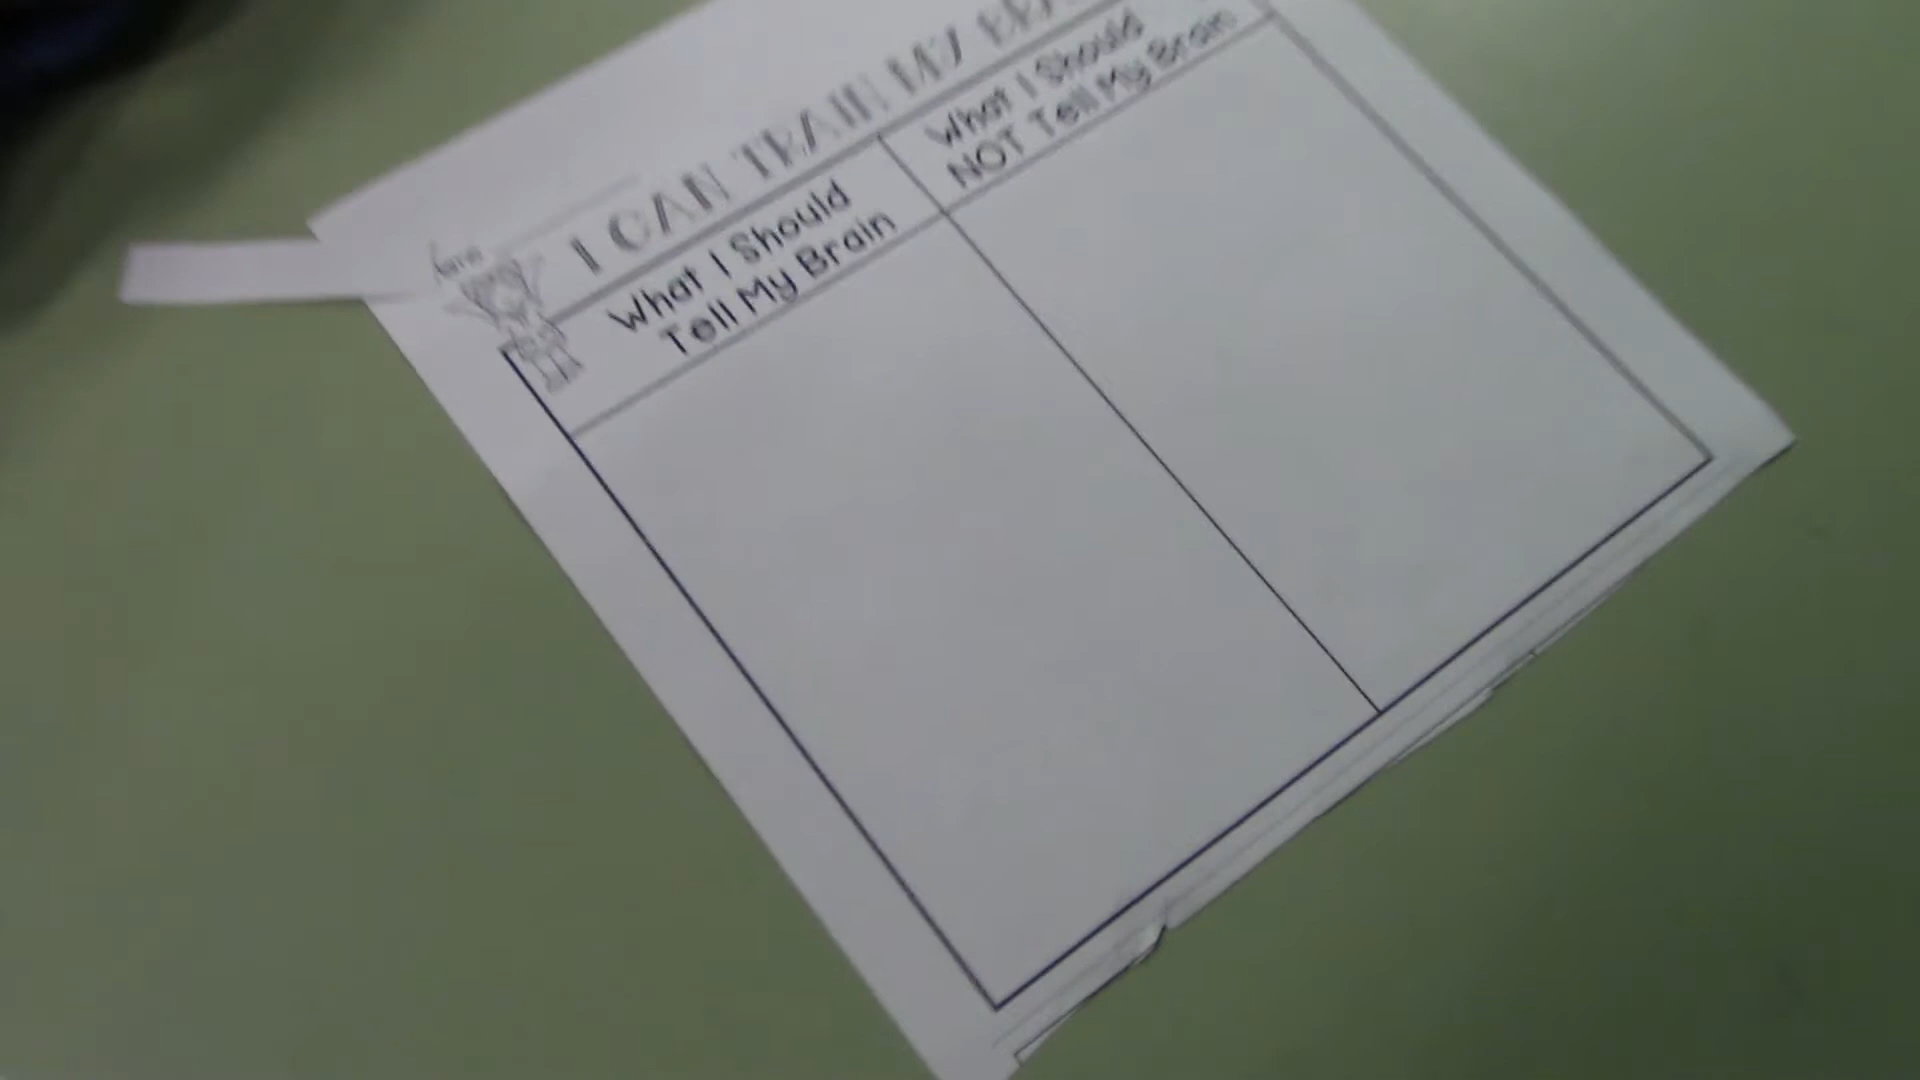 I CAN TRAIN MY
What I Should
Tell My Brain
What I Should
NOT Tell My Brain